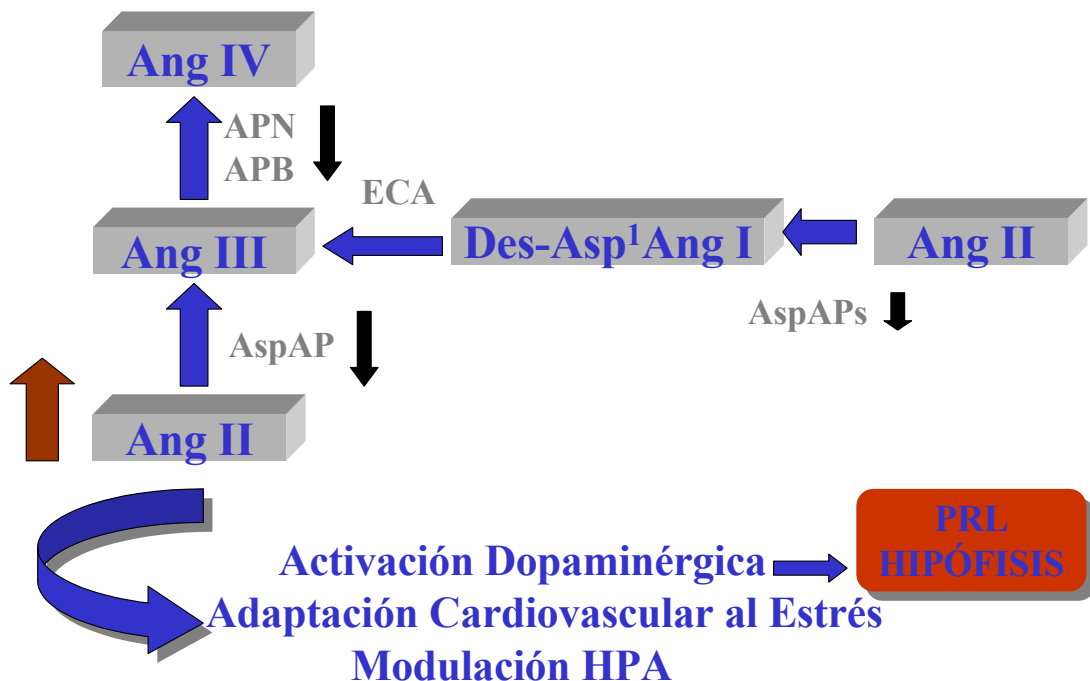 Ang IV
APN
APB
ECA
Ang III
Des-Asp¹Ang I
Ang II
AspAP
AspAPs
Ang II
PRL
HIPÓFISIS
Activación Dopaminérgica
Adaptación Cardiovascular al Estrés
Modulación HPA